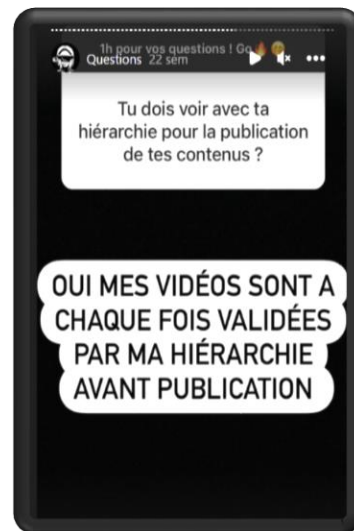 1h pour vos questions ! Go
Questions 22 sem
Tu dois voir avec ta
hiérarchie pour la publication
de tes contenus ?
OUI MES VIDÉOS SONT A
CHAQUE FOIS VALIDÉES
PAR MA HIÉRARCHIE
AVANT PUBLICATION